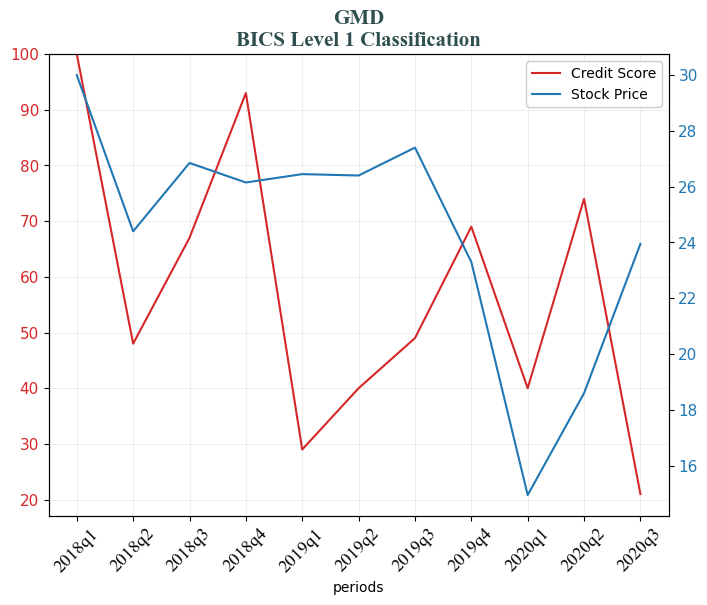 GMD
BICS Level 1 Classification
Credit Score
Stock Price
100
90
80
70
60
50
40
30
20
30
28
26
24
22
20
18
16
2018q1
2018q2
2018q3
2018q4
2019q1
2019q2
2019q3
2019q4
2020q1
2020q2
2020q3
periods